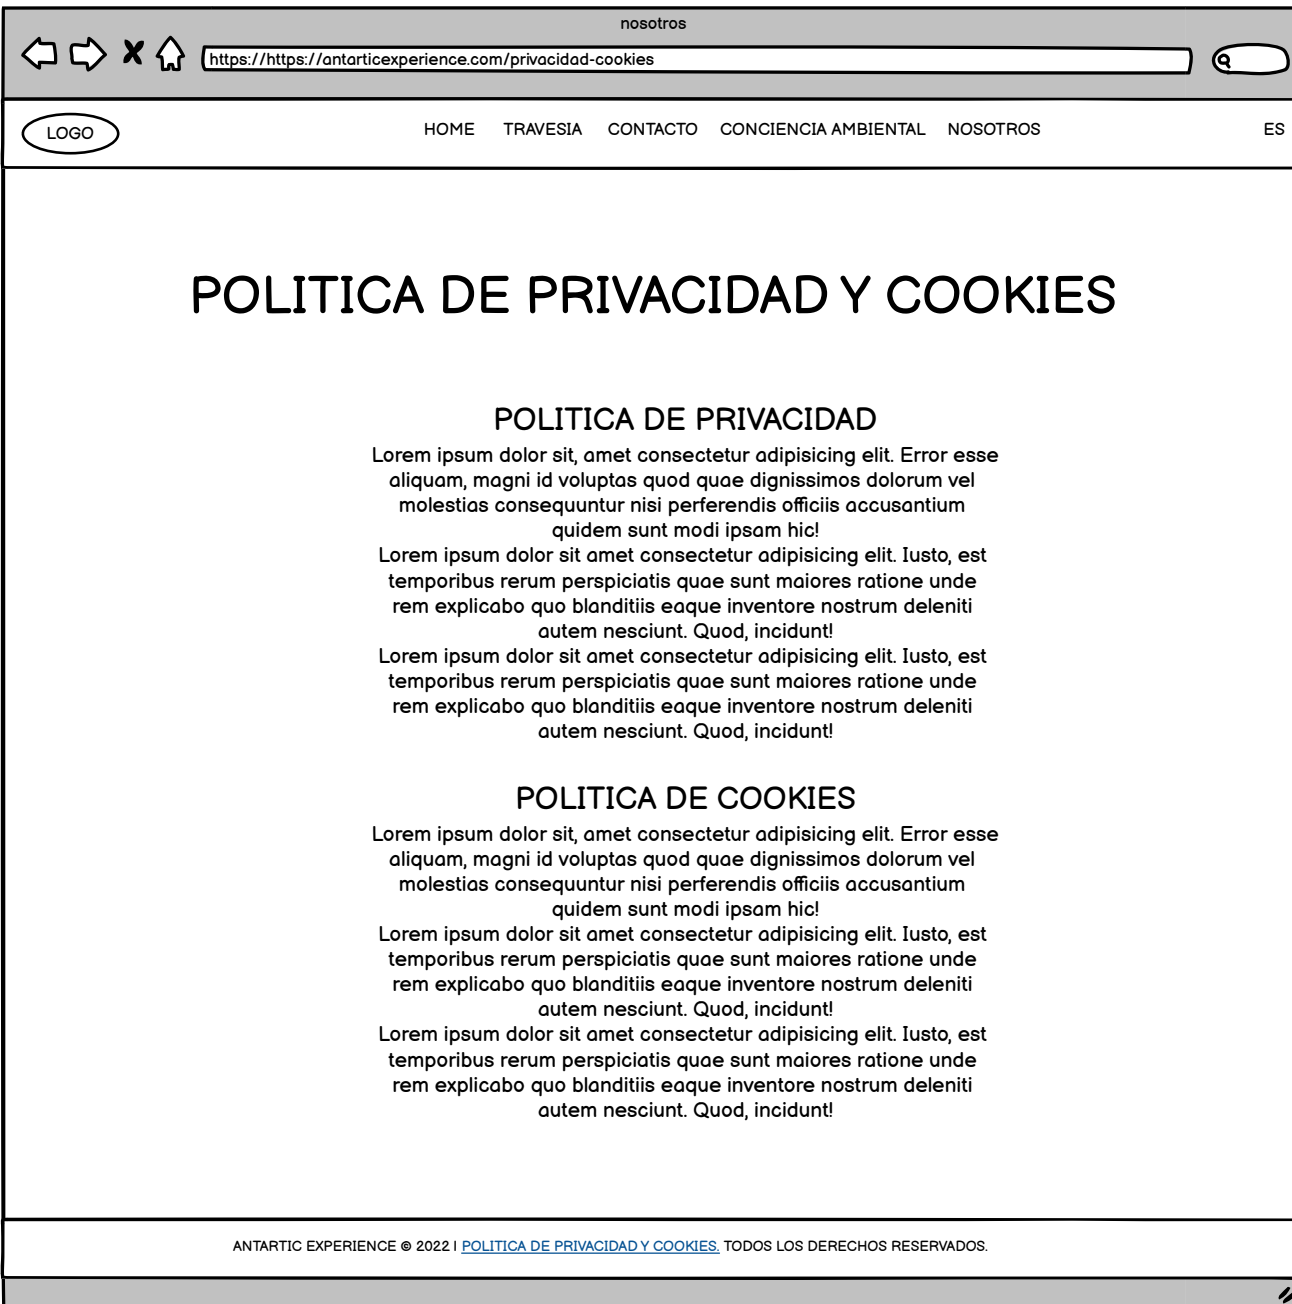 nosotros
https://https://antarticexperience.com/privacidad-cookies
LOGO HOME TRAVESIA CONTACTO CONCIENCIA AMBIENTAL NOSOTROS ES
POLITICA DE PRIVACIDAD Y COOKIES
POLITICA DE PRIVACIDAD
Lorem ipsum dolor sit, amet consectetur adipisicing elit. Error esse
aliquam, magni id voluptas quod quae dignissimos dolorum vel
molestias consequuntur nisi perferendis officiis accusantium
quidem sunt modi ipsam hic!
Lorem ipsum dolor sit amet consectetur adipisicing elit. Iusto, est
temporibus rerum perspiciatis quae sunt maiores ratione unde
rem explicabo quo blanditiis eaque inventore nostrum deleniti
autem nesciunt. Quod, incidunt!
Lorem ipsum dolor sit amet consectetur adipisicing elit. Iusto, est
temporibus rerum perspiciatis quae sunt maiores ratione unde
rem explicabo quo blanditiis eaque inventore nostrum deleniti
autem nesciunt. Quod, incidunt!
POLITICA DE COOKIES
Lorem ipsum dolor sit, amet consectetur adipisicing elit. Error esse
aliquam, magni id voluptas quod quae dignissimos dolorum vel
molestias consequuntur nisi perferendis officiis accusantium
quidem sunt modi ipsam hic!
Lorem ipsum dolor sit amet consectetur adipisicing elit. Iusto, est
temporibus rerum perspiciatis quae sunt maiores ratione unde
rem explicabo quo blanditiis eaque inventore nostrum deleniti
autem nesciunt. Quod, incidunt!
Lorem ipsum dolor sit amet consectetur adipisicing elit. Iusto, est
temporibus rerum perspiciatis quae sunt maiores ratione unde
rem explicabo quo blanditiis eaque inventore nostrum deleniti
autem nesciunt. Quod, incidunt!
ANTARTIC EXPERIENCE © 2022 | POLITICA DE PRIVACIDAD Y COOKIES. TODOS LOS DERECHOS RESERVADOS.